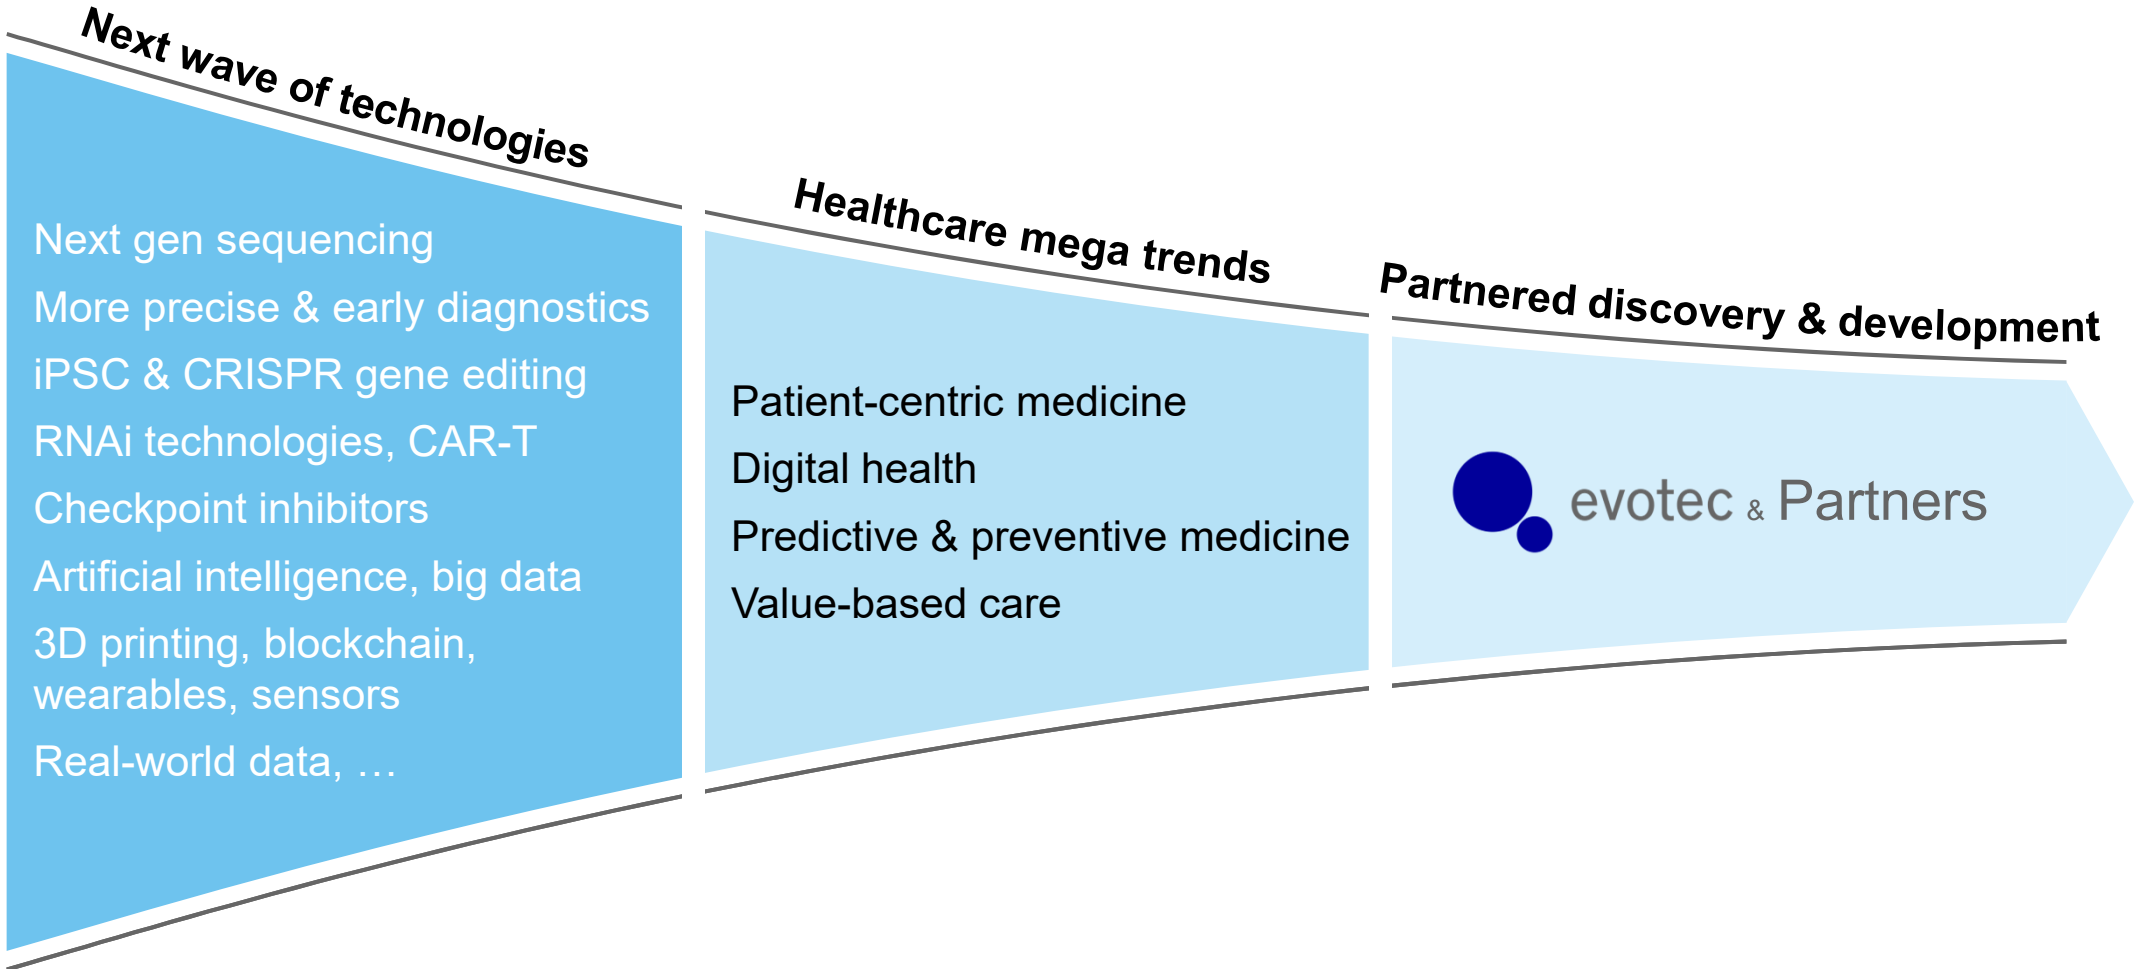 Next wave of technologies
Next gen sequencing
More precise & early diagnostics
iPSC & CRISPR gene editing
RNAi technologies, CAR-T
Checkpoint inhibitors
Artificial intelligence, big data
3D printing, blockchain,
wearables, sensors
Real-world data, …
Healthcare mega trends
Patient-centric medicine
Digital health
Predictive & preventive medicine
Value-based care
Partnered discovery & development
evotec & Partners